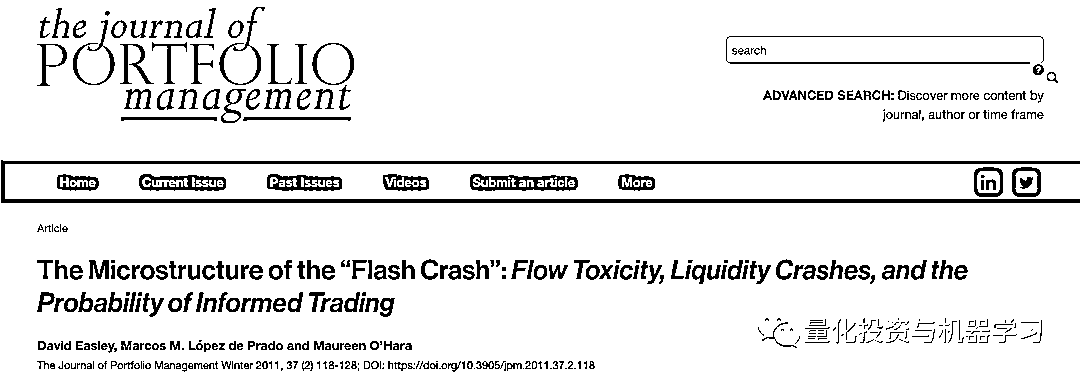 the journal of
PORTFOLIO
management
search
ADVANCED SEARCH: Discover more content by
journal, author or time frame
Home Current Issue Past Issues Videos Submit an article More
Article
The Microstructure of the “Flash Crash”: Flow Toxicity, Liquidity Crashes, and the
Probability of Informed Trading
David Easley, Marcos M. López de Prado and Maureen O’Hara
The Journal of Portfolio Management Winter 2011, 37 (2) 118-128; DOI: https://doi.org/10.3905/jpm.2011.37.2.118
量化投资与机器学习